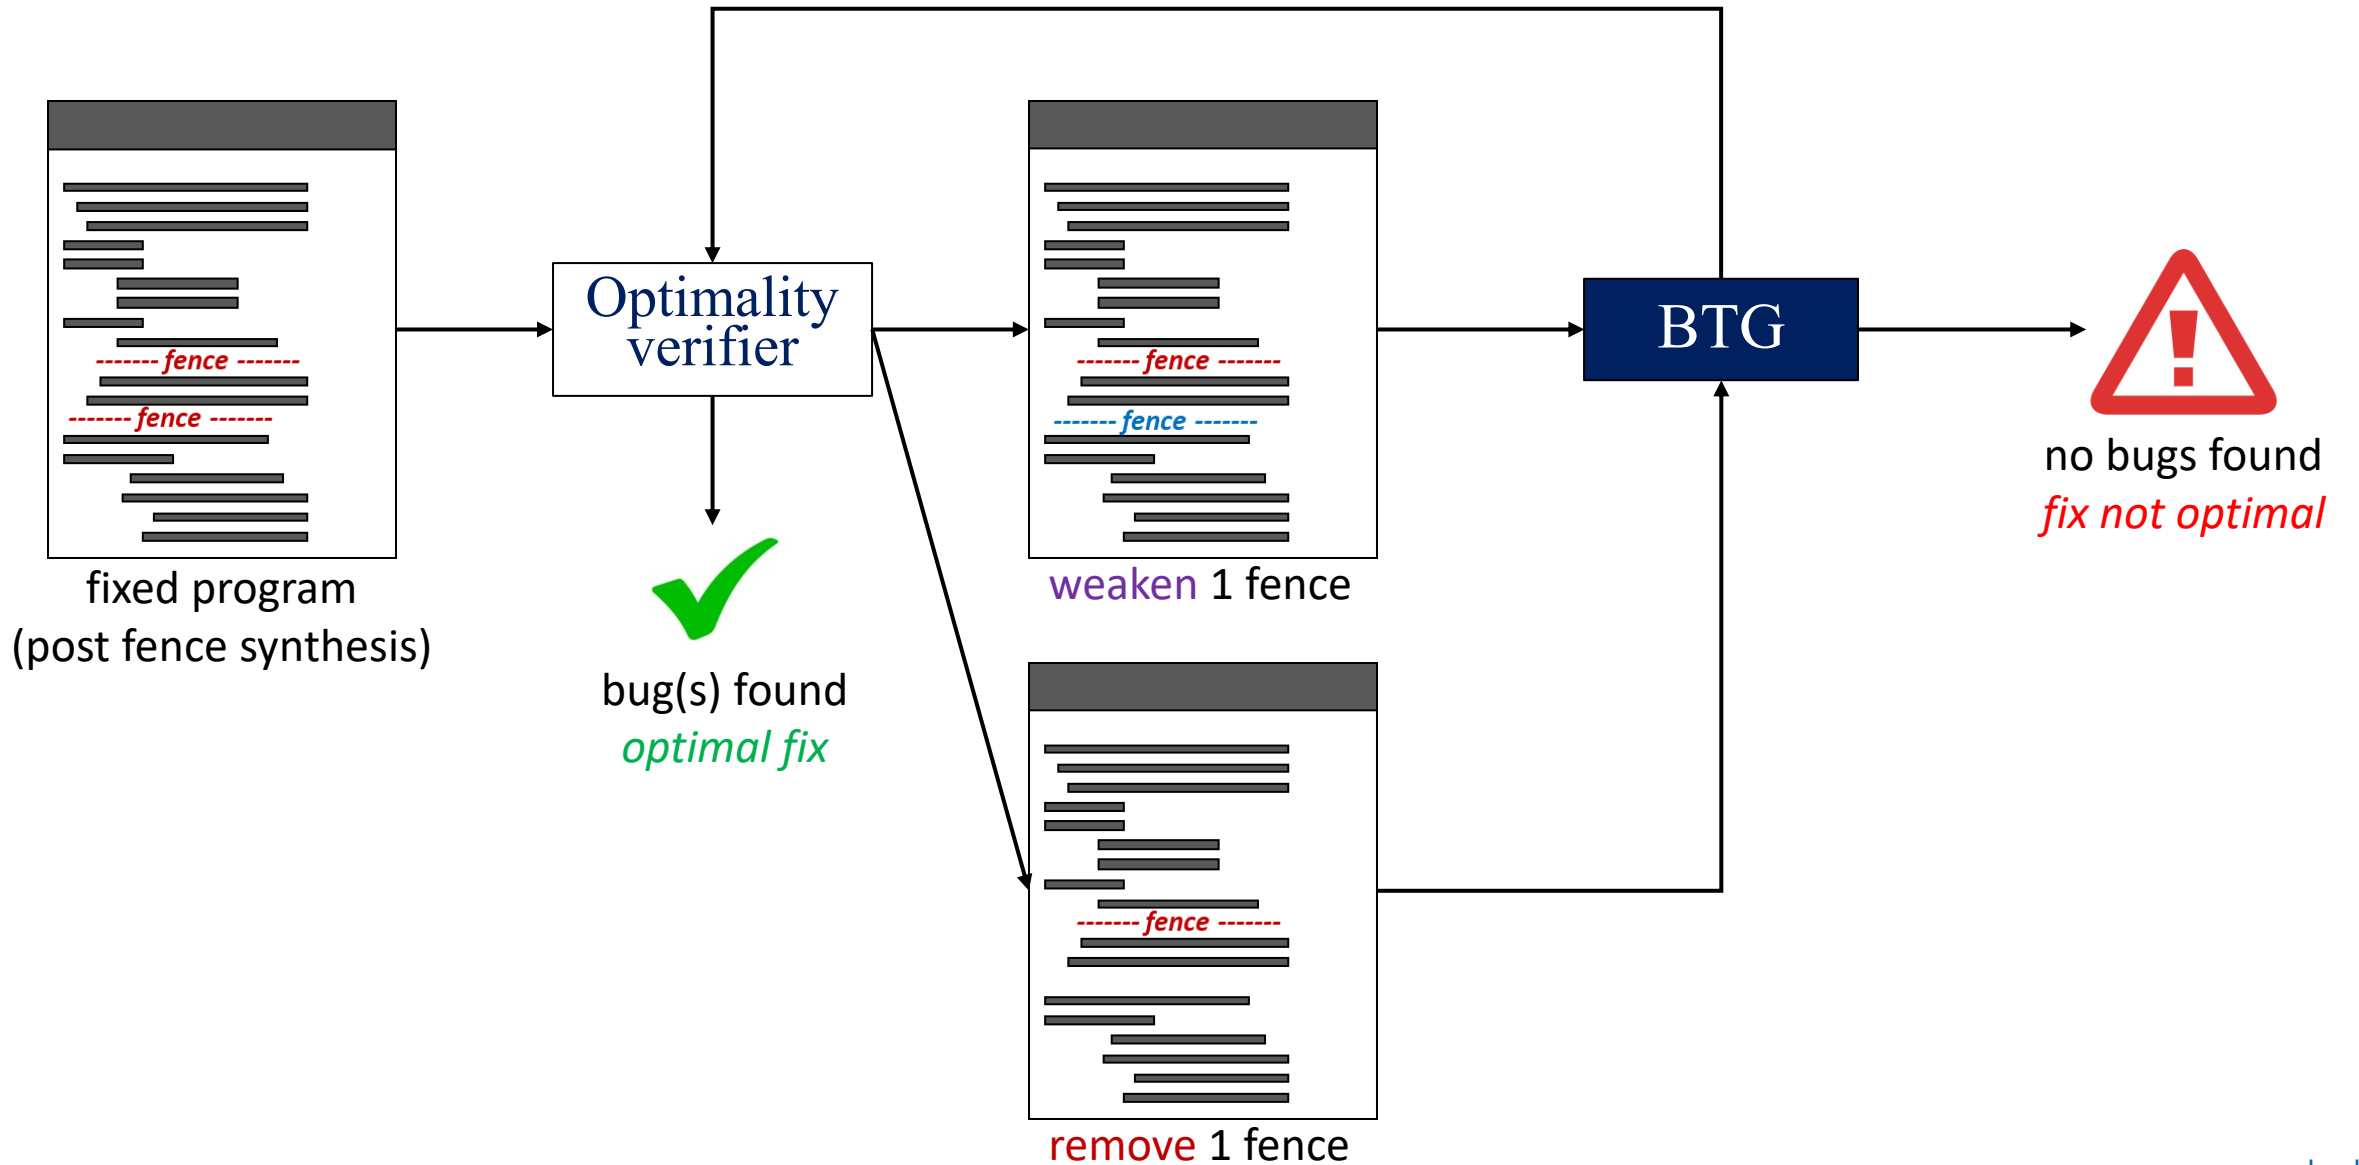 ------- fence -------
------- fence -------
fixed program
(post fence synthesis)
Optimality
verifier
bug(s) found
optimal fix
------- fence -------
------- fence -------
weaken 1 fence
------- fence -------
remove 1 fence
BTG
no bugs found
fix not optimal